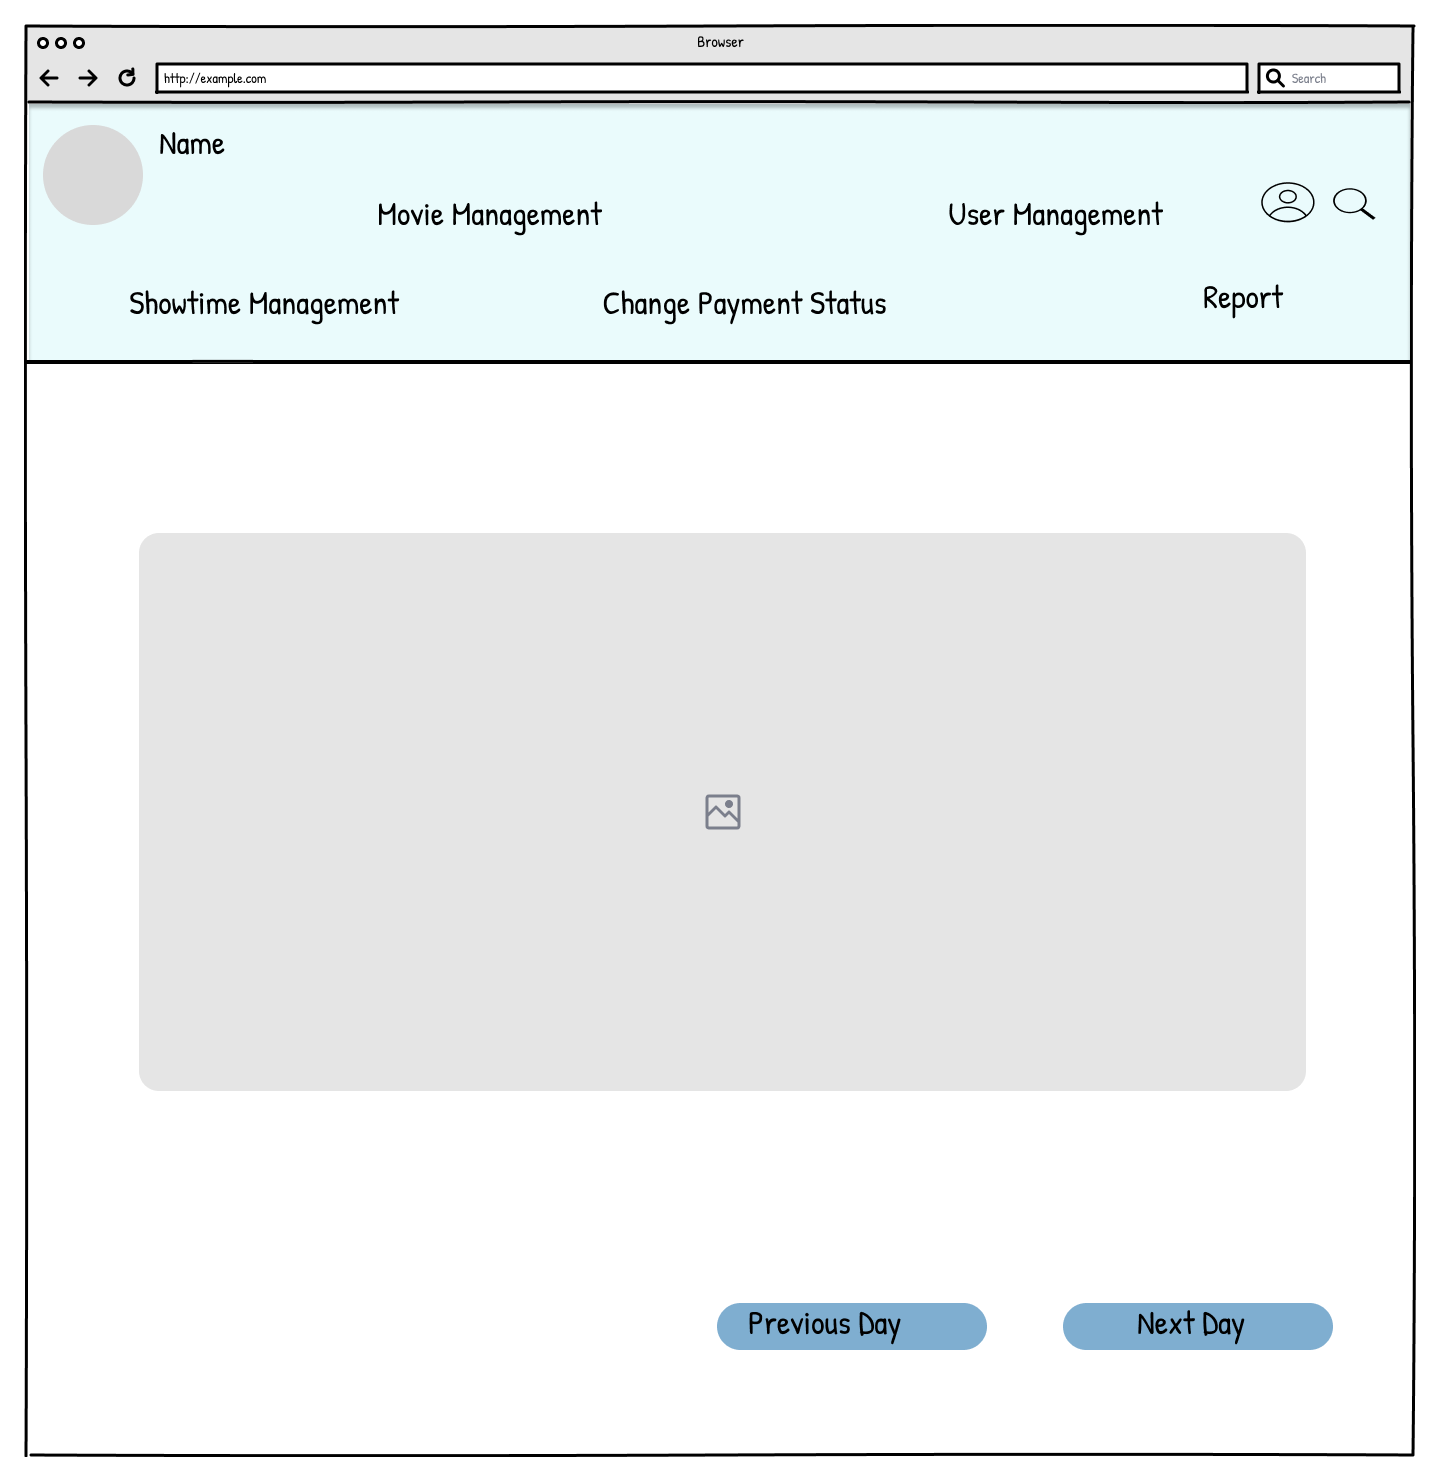 Browser
http://example.com
Search
Name
Movie Management
User Management
Showtime Management
Change Payment Status
Report
Previous Day
Next Day